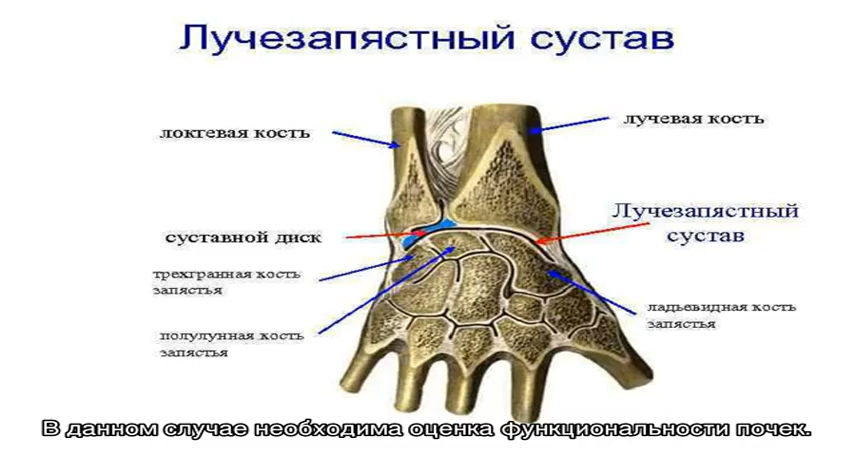 Лучезапястный сустав
локтевая кость
лучевая кость
Лучезапястный
сустав
суставной диск
трехгранная кость
запястья
ладьевидная кость
запястья
полулунная кость
запястья
В данном случае необходима оценка функциональности почек.